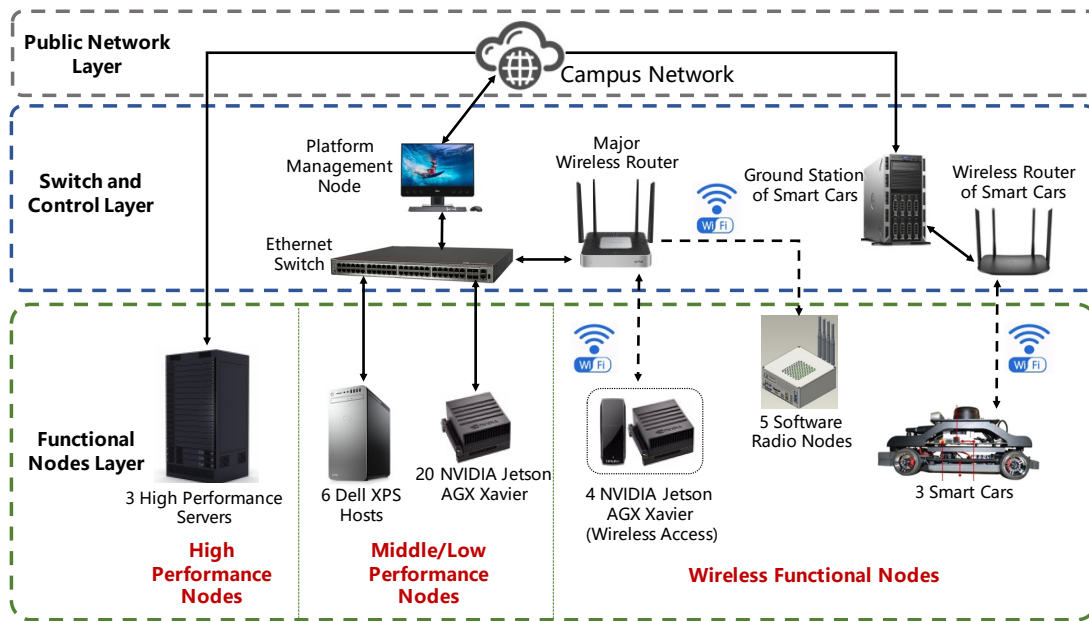 Public Network
Layer
Campus Network
Switch and
Control Layer
Platform
Management
Node
Ethernet
Switch
Major
Wireless Router
Wi Fi
Ground Station
of Smart Cars
Wireless Router
of Smart Cars
Functional
Nodes Layer
3 High Performance
Servers
High
Performance
Nodes
6 Dell XPS
Hosts
20 NVIDIA Jetson
AGX Xavier
Middle/Low
Performance
Nodes
Wi Fi
4 NVIDIA Jetson
AGX Xavier
(Wireless Access)
5 Software
Radio Nodes
Wi Fi
3 Smart Cars
Wireless Functional Nodes